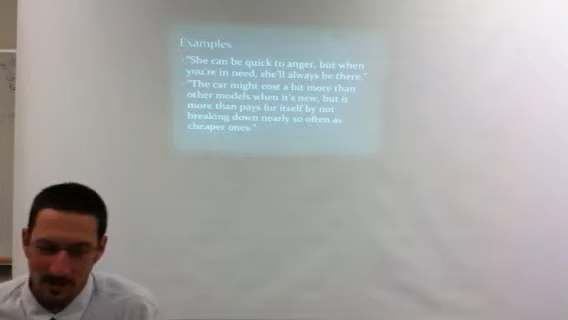 Examples
"She can be quick to anger, but when
you're in need, she'll always be there."
"The car might cost a bit more than
other models when it's new, but it
more than pays for itself by not
breaking down nearly so often as
cheaper ones."